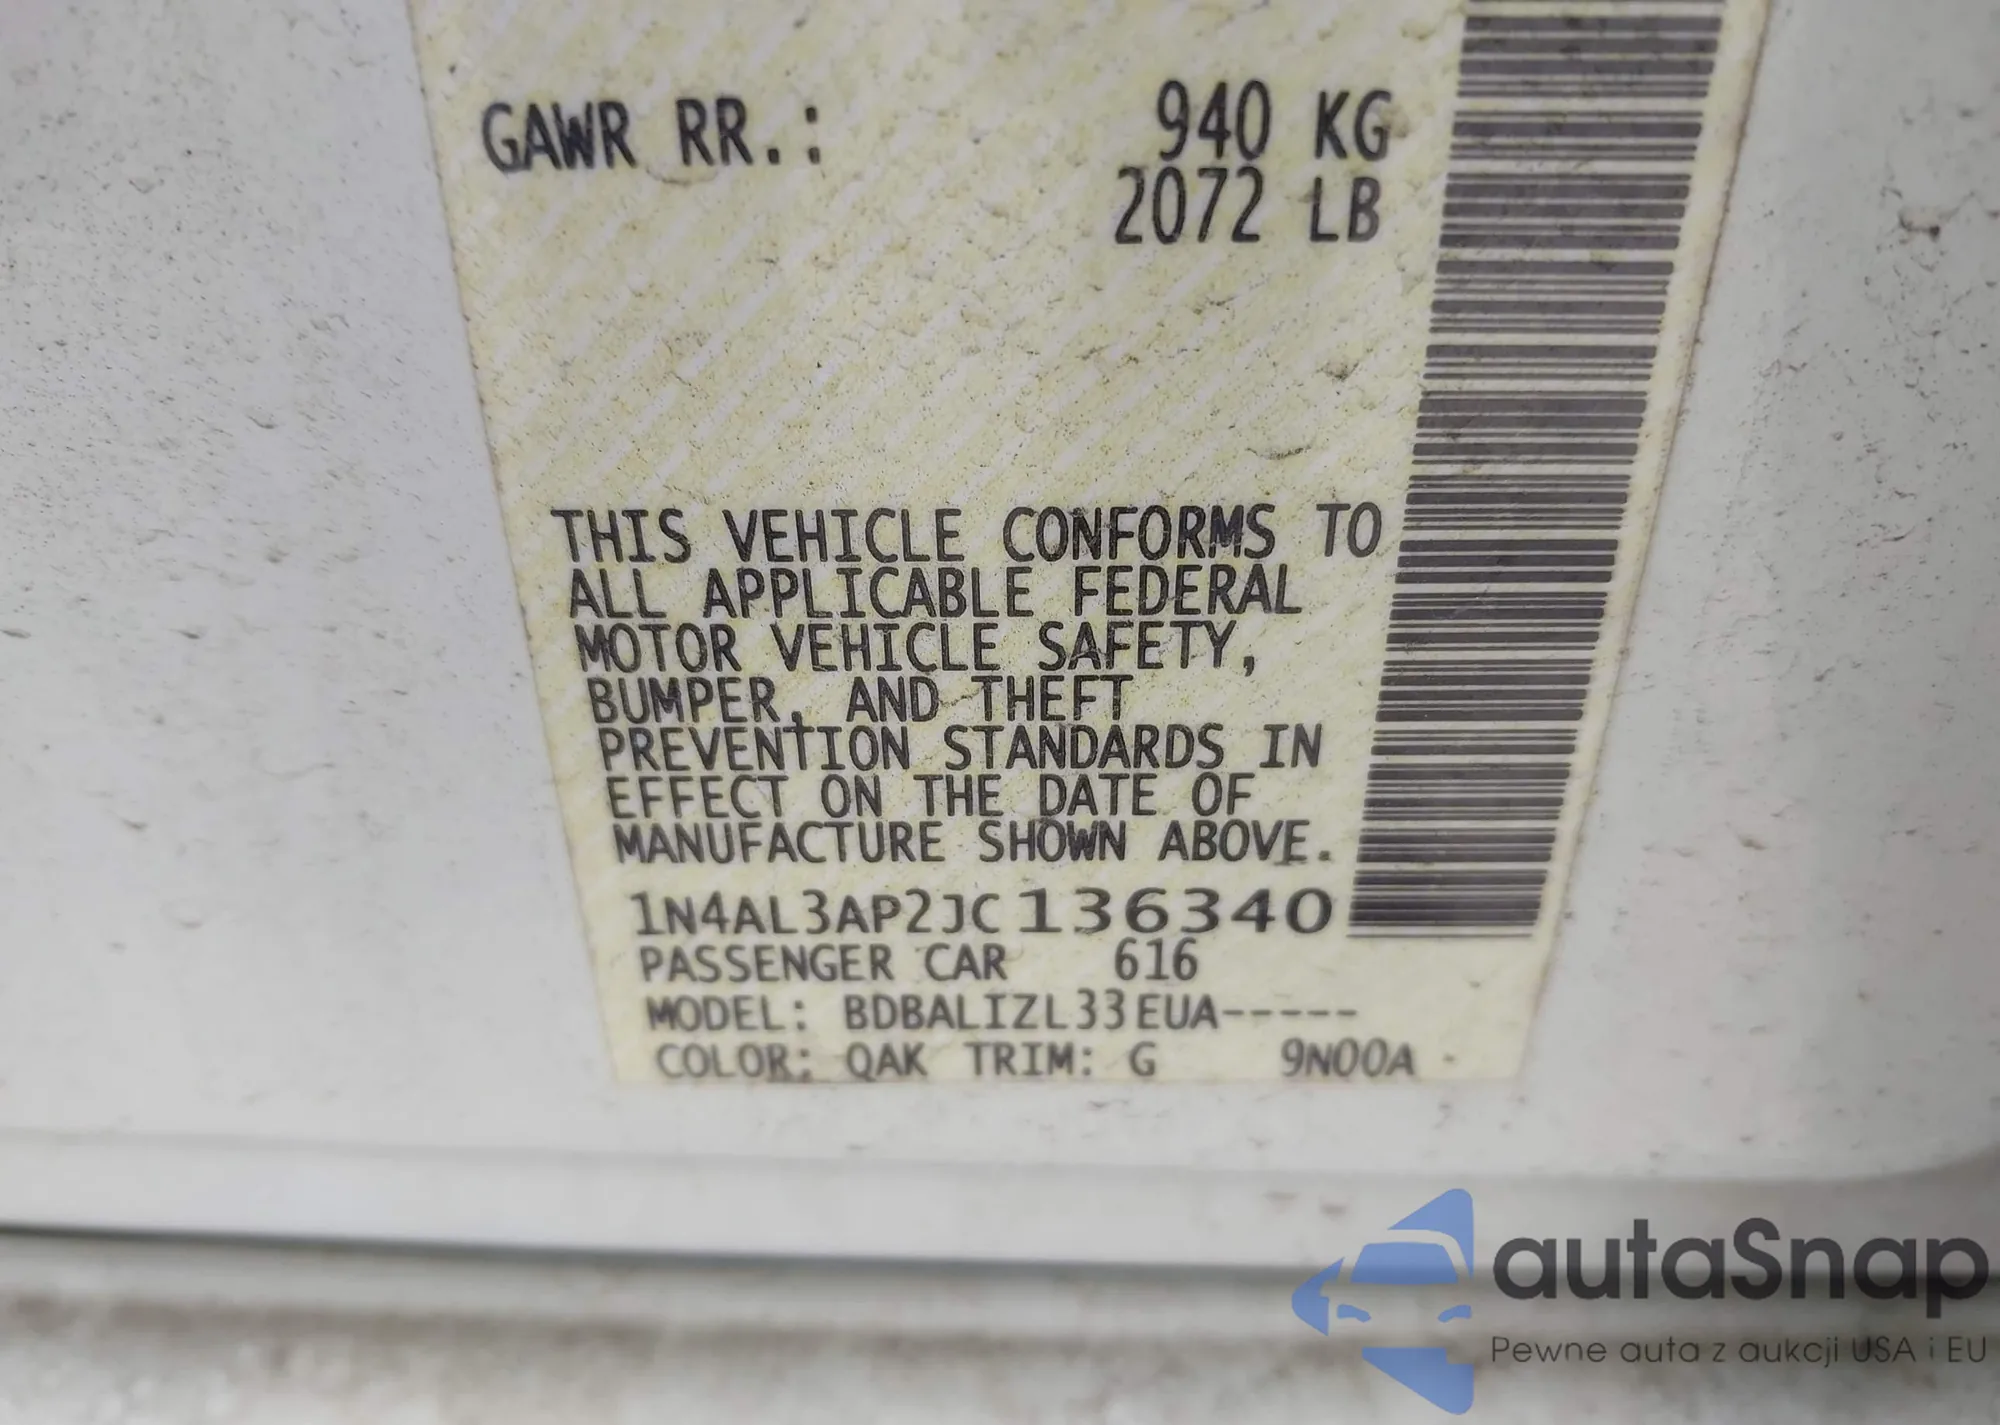 GAWR RR.: 940 KG
2072 LB
THIS VEHICLE CONFORMS TO
ALL APPLICABLE FEDERAL
MOTOR VEHICLE SAFETY,
BUMPER, AND THEFT
PREVENTION STANDARDS IN
EFFECT ON THE DATE OF
MANUFACTURE SHOWN ABOVE.
1N4AL3AP2JC136340
PASSENGER CAR 616
MODEL: BDBALIZL33EUA-----
COLOR: QAK TRIM: G 9N00A
autaSnap
Pewne auta z aukcji USA i EU